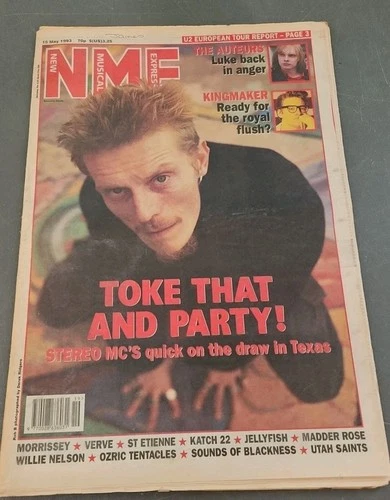 U2 EUROPEAN TOUR REPORT – PAGE 3
NME
NEW
MUSICAL
EXPRESS
THE AUTEURS
Luke back
in anger
KINGMAKER
Ready for
the royal
flush?
TOKE THAT
AND PARTY!
STEREO MC'S quick on the draw in Texas
MORRISSEY ★ VERVE ★ ST ETIENNE ★ KATCH 22 ★ JELLYFISH ★ MADDER ROSE
WILLIE NELSON ★ OZRIC TENTACLES ★ SOUNDS OF BLACKNESS ★ UTAH SAINTS